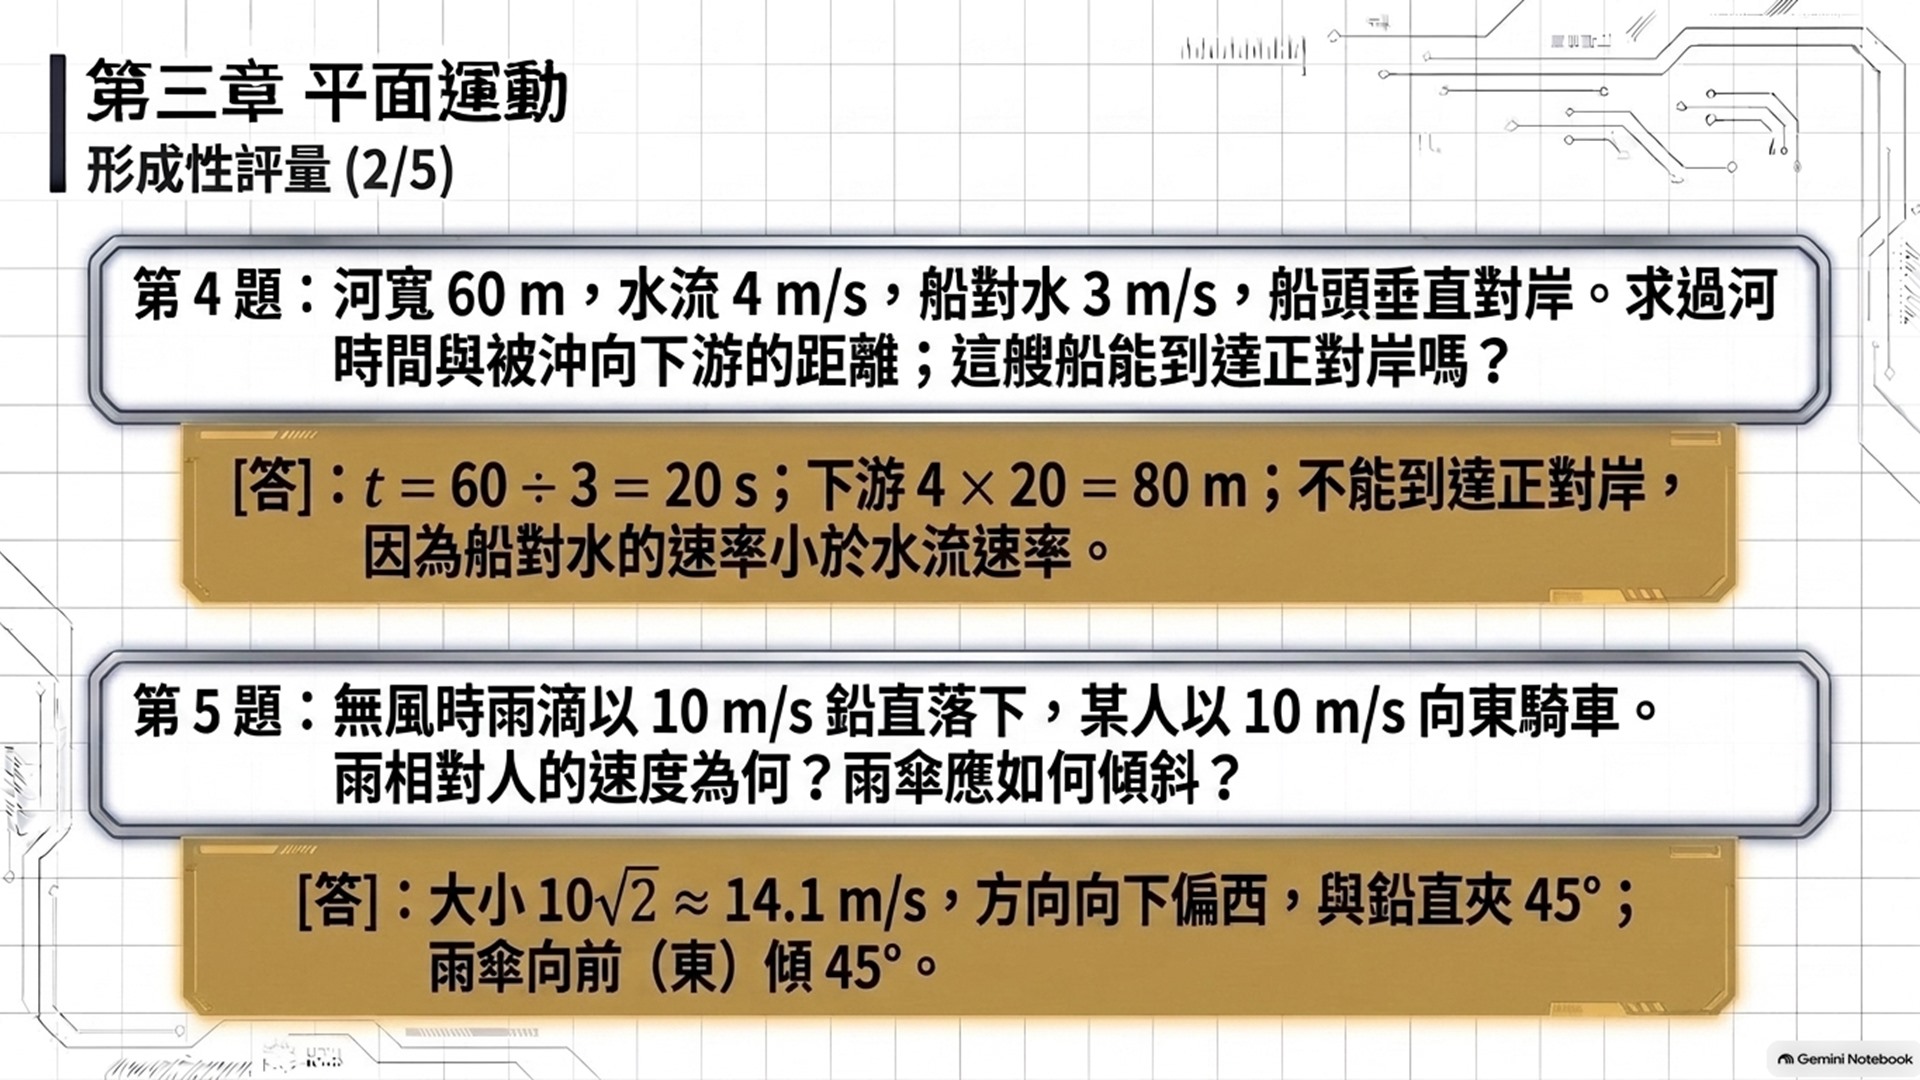 第三章 平面運動
形成性評量 (2/5)
第 4 題：河寬 60 m，水流 4 m/s，船對水 3 m/s，船頭垂直對岸。求過河
時間與被沖向下游的距離；這艘船能到達正對岸嗎？
[答]：t = 60 ÷ 3 = 20 s；下游 4 × 20 = 80 m；不能到達正對岸，
因為船對水的速率小於水流速率。
第 5 題：無風時雨滴以 10 m/s 鉛直落下，某人以 10 m/s 向東騎車。
雨相對人的速度為何？雨傘應如何傾斜？
[答]：大小 10√2 ≈ 14.1 m/s，方向向下偏西，與鉛直夾 45°；
雨傘向前（東）傾 45°。
Gemini Notebook